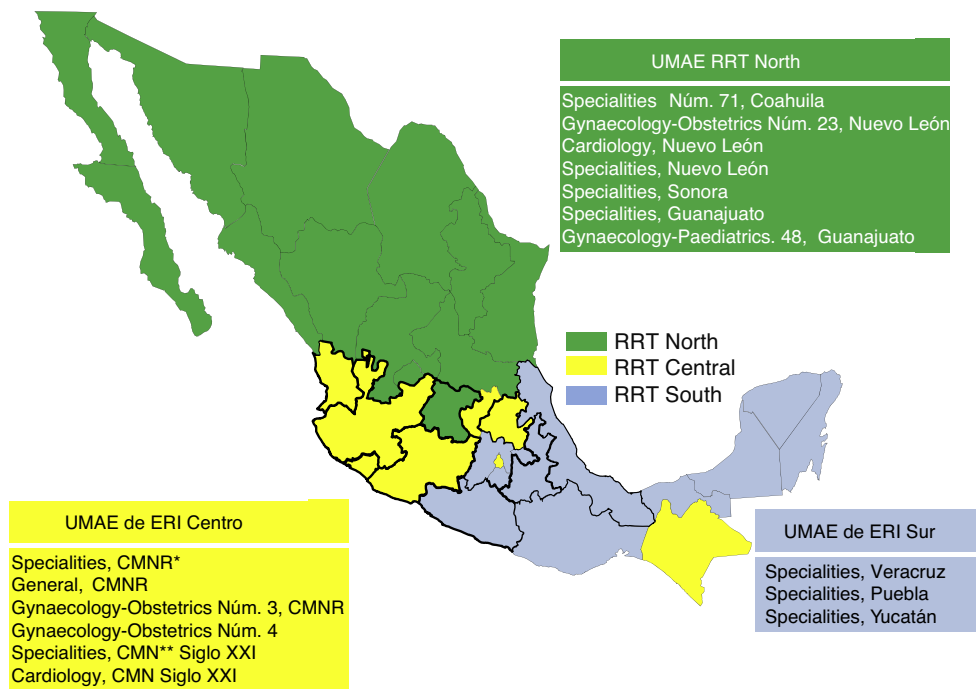 UMAE RRT North
Specialities Núm. 71, Coahuila
Gynaecology-Obstetrics Núm. 23, Nuevo León
Cardiology, Nuevo León
Specialities, Nuevo León
Specialities, Sonora
Specialities, Guanajuato
Gynaecology-Paediatrics. 48, Guanajuato
RRT North
RRT Central
RRT South
UMAE de ERI Centro
Specialities, CMNR*
General, CMNR
Gynaecology-Obstetrics Núm. 3, CMNR
Gynaecology-Obstetrics Núm. 4
Specialities, CMN** Siglo XXI
Cardiology, CMN Siglo XXI
UMAE de ERI Sur
Specialities, Veracruz
Specialities, Puebla
Specialities, Yucatán